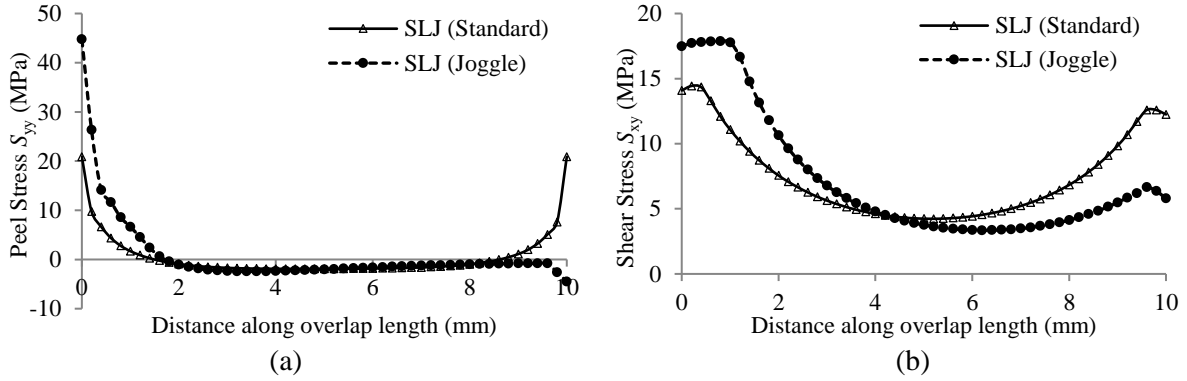 50
40
30
20
10
0
-10
0
2
4
6
8
10
Peel Stress Syy (MPa)
SLJ (Standard)
SLJ (Joggle)
Distance along overlap length (mm)
(a)
20
15
10
5
0
0
2
4
6
8
10
Shear Stress Sxy (MPa)
SLJ (Standard)
SLJ (Joggle)
Distance along overlap length (mm)
(b)